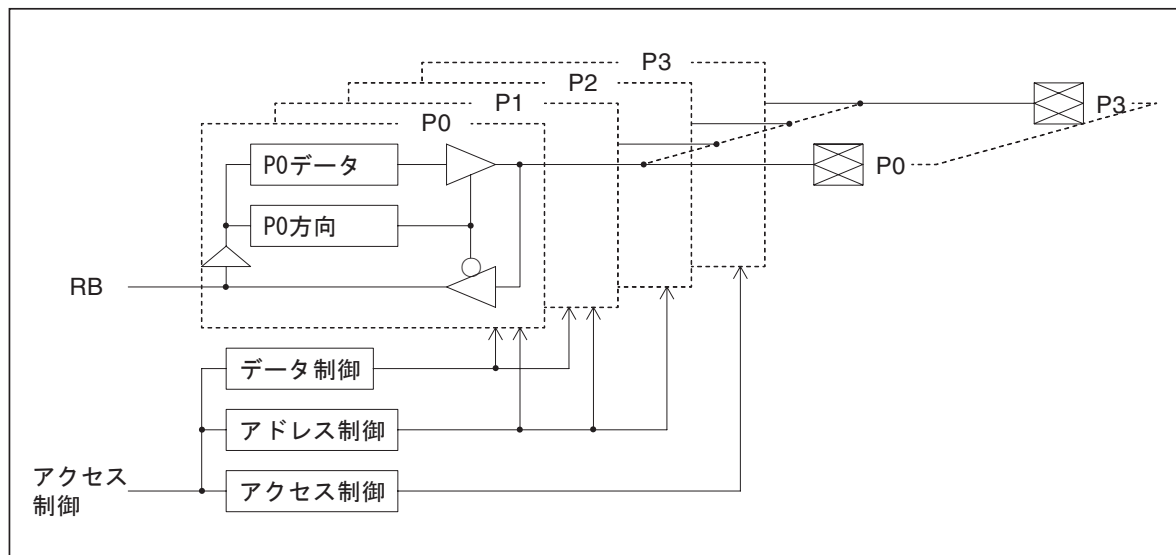 P3
P2
P1
P0
P3
P0データ
P0
P0方向
RB
データ制御
アドレス制御
アクセス
制御
アクセス制御